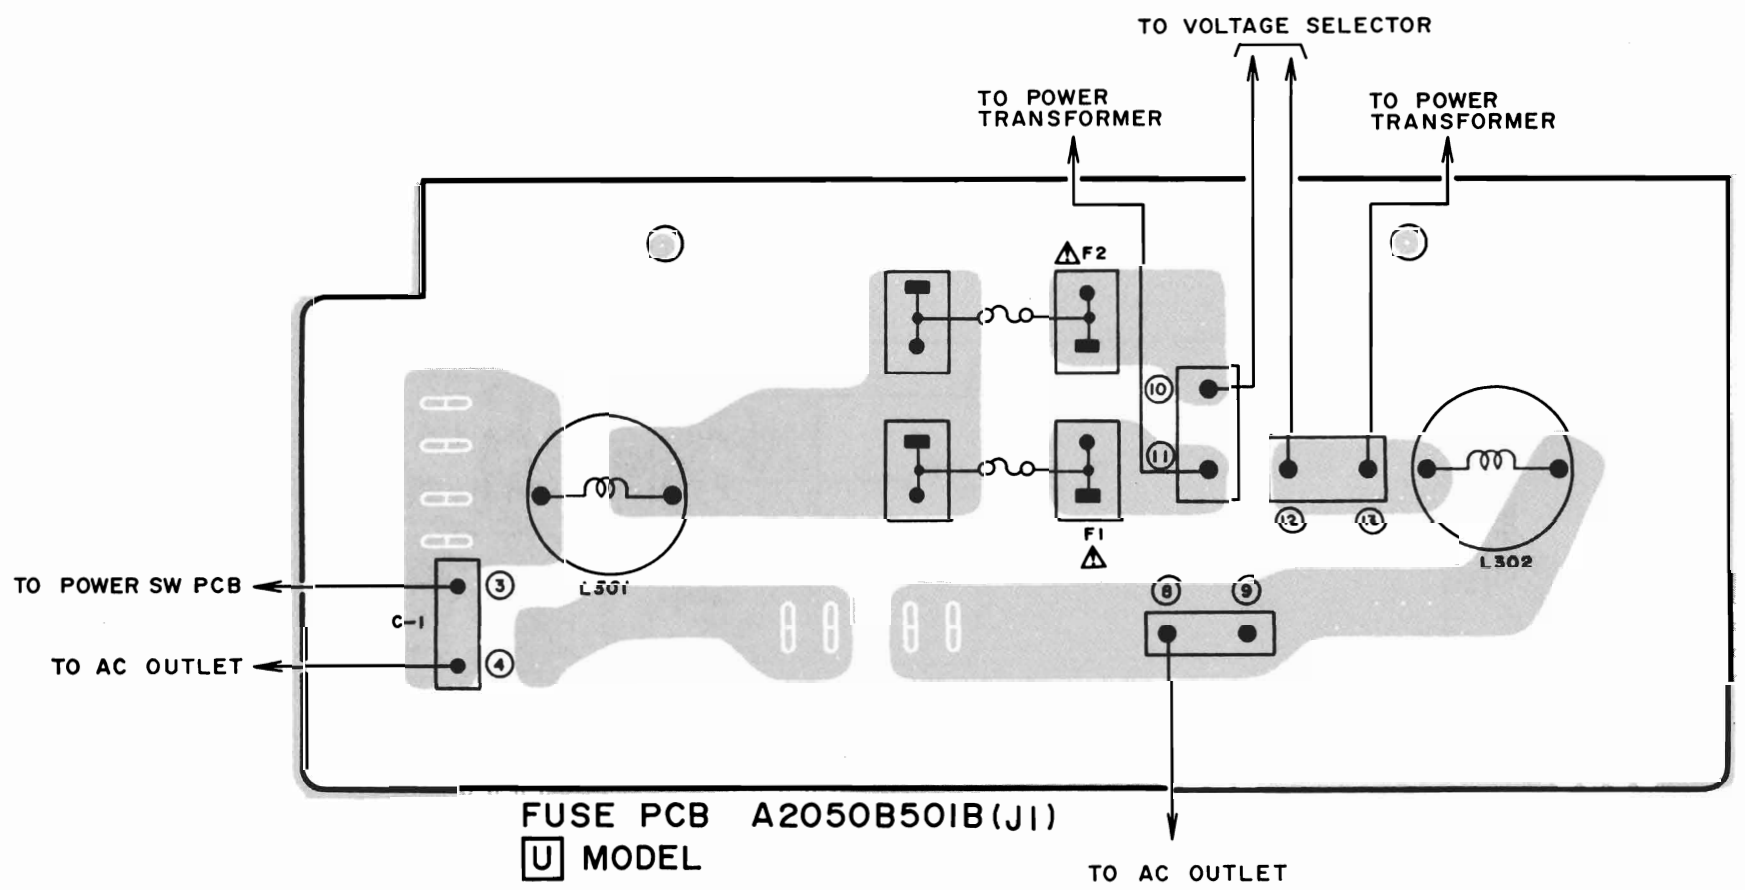 TO VOLTAGE SELECTOR
TO POWER
TRANSFORMER
TO POWER
TRANSFORMER
F2
10
11
F1
12
13
L301
L302
TO POWER SW PCB
3
8
9
C-1
TO AC OUTLET
4
FUSE PCB A2050B501B(J1)
U MODEL
TO AC OUTLET